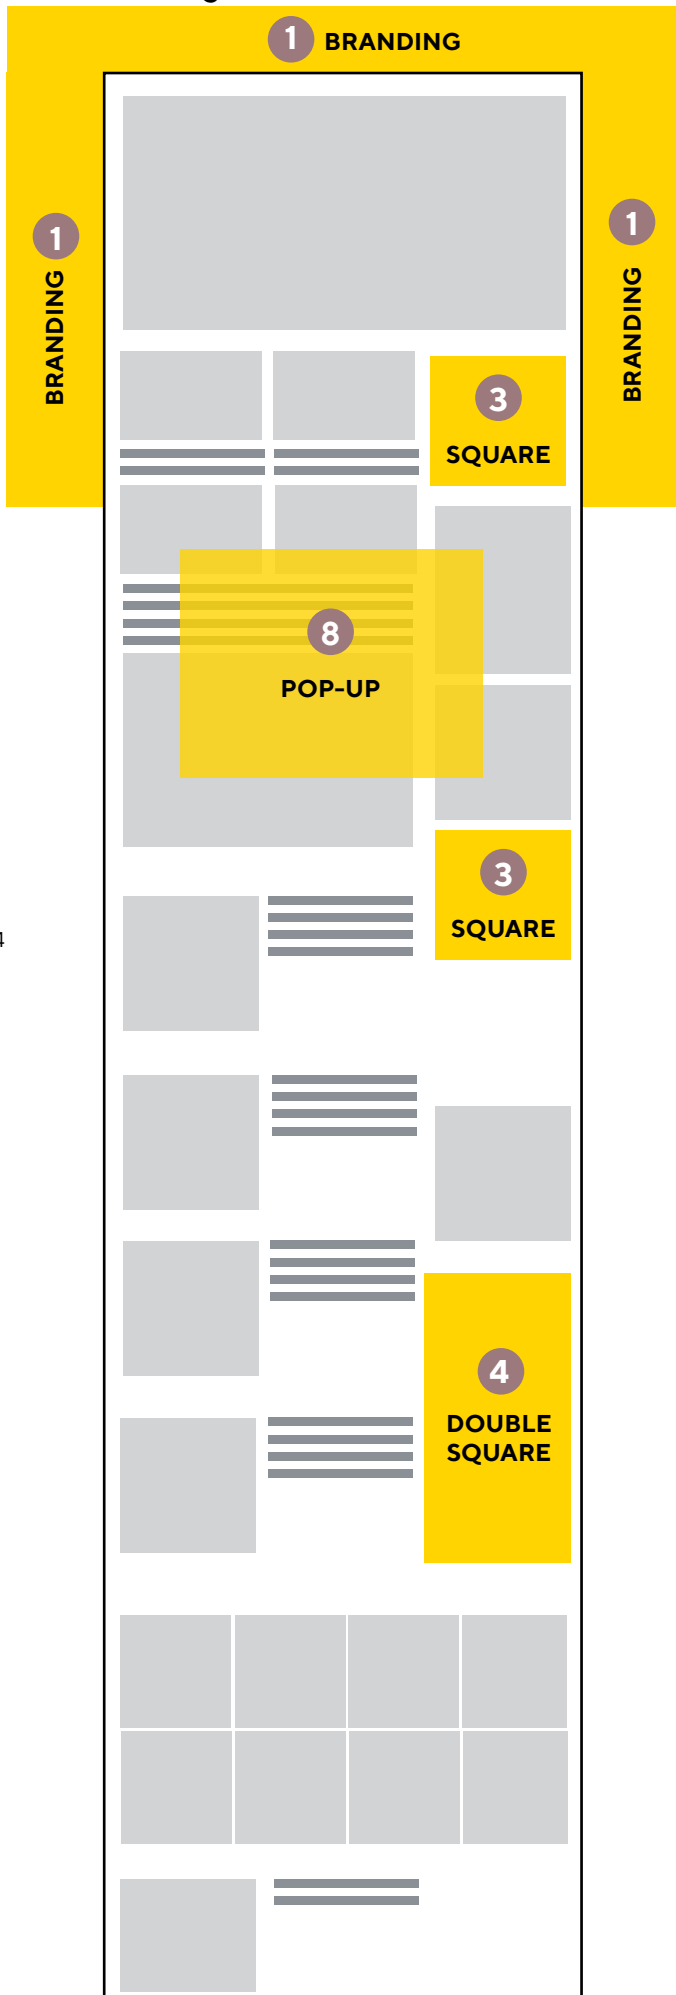 1 BRANDING
1
BRANDING
1
BRANDING
3
SQUARE
8
POP-UP
3
SQUARE
4
DOUBLE
SQUARE